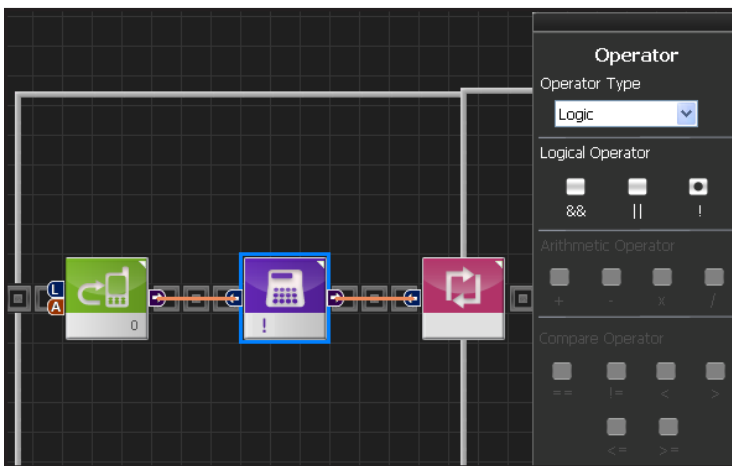 Operator
Operator Type
Logic
Logical Operator
&& || !
Arithmetic Operator
+ - x /
Compare Operator
== != < >
<= >=
L
A
0
!